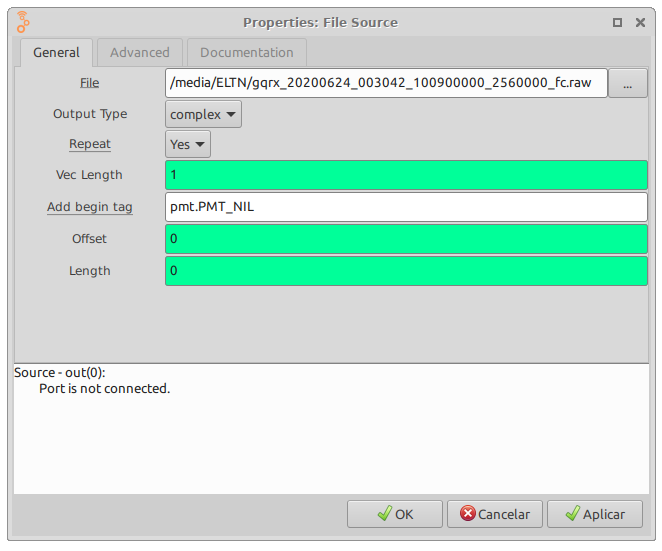 Properties: File Source
General Advanced Documentation
File /media/ELTN/gqrx_20200624_003042_100900000_2560000_fc.raw ...
Output Type complex
Repeat Yes
Vec Length 1
Add begin tag pmt.PMT_NIL
Offset 0
Length 0
Source - out(0):
Port is not connected.
OK Cancelar Aplicar